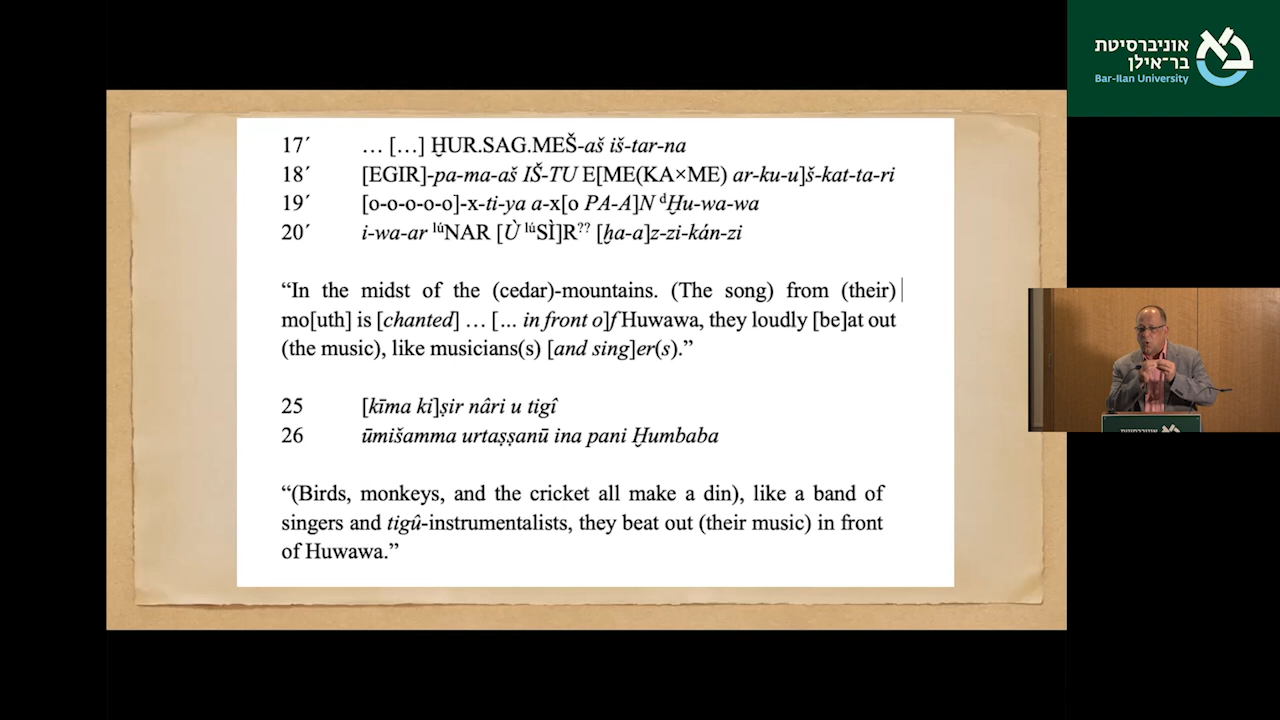 אוניברסיטת
בר־אילן
Bar-Ilan University
17′ … […] ḪUR.SAG.MEŠ-aš iš-tar-na
18′ [EGIR]-pa-ma-aš IŠ-TU E[ME(KA×ME) ar-ku-u]š-kat-ta-ri
19′ [o-o-o-o-o]-x-ti-ya a-x[o PA-A]N ᵈḪu-wa-wa
20′ i-wa-ar ˡúNAR [Ù ˡúSÌ]R⁇ [ḫa-a]z-zi-kán-zi
“In the midst of the (cedar)-mountains. (The song) from (their)
mo[uth] is [chanted] … [… in front o]f Huwawa, they loudly [be]at out
(the music), like musicians(s) [and sing]er(s).”
25 [kīma ki]ṣir nâri u tigî
26 ūmišamma urtaṣṣanū ina pani Ḫumbaba
“(Birds, monkeys, and the cricket all make a din), like a band of
singers and tigû-instrumentalists, they beat out (their music) in front
of Huwawa.”